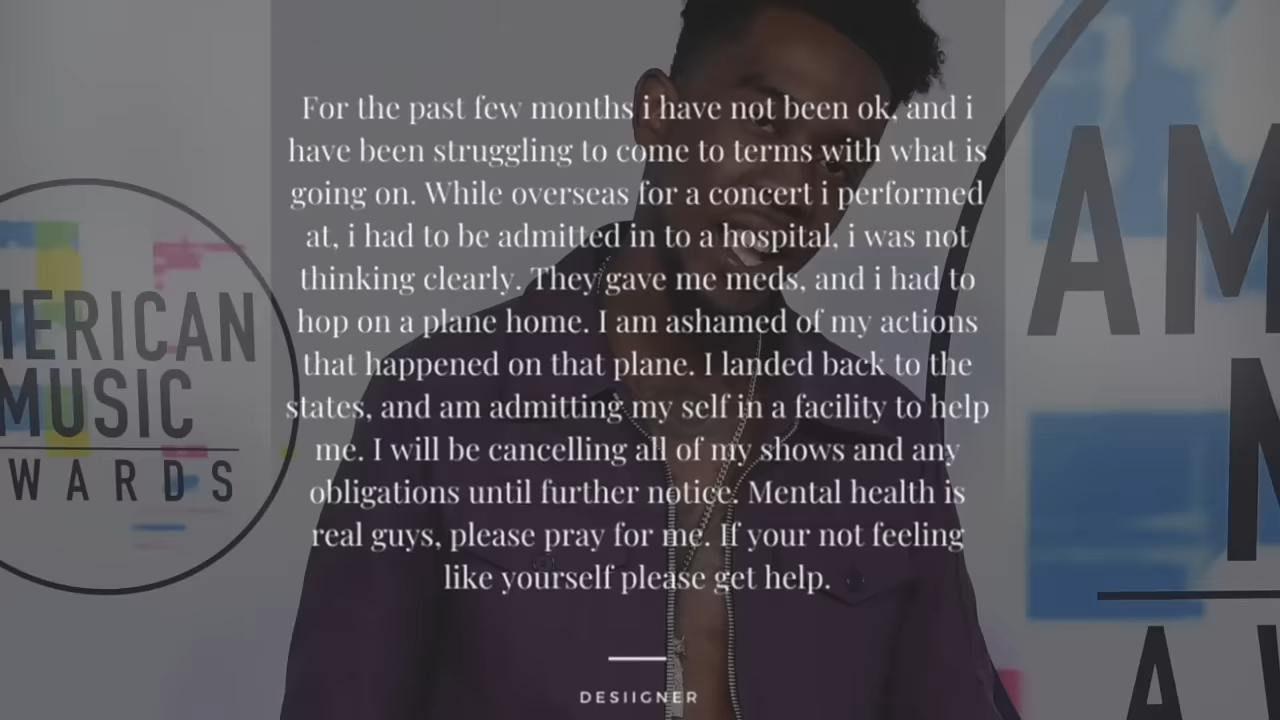 For the past few months i have not been ok, and i
have been struggling to come to terms with what is
going on. While overseas for a concert i performed
at, i had to be admitted in to a hospital, i was not
thinking clearly. They gave me meds, and i had to
hop on a plane home. I am ashamed of my actions
that happened on that plane. I landed back to the
states, and am admitting my self in a facility to help
me. I will be cancelling all of my shows and any
obligations until further notice. Mental health is
real guys, please pray for me. If your not feeling
like yourself please get help.
DESIIGNER
MERICAN
MUSIC
WARDS
AM
M
AW